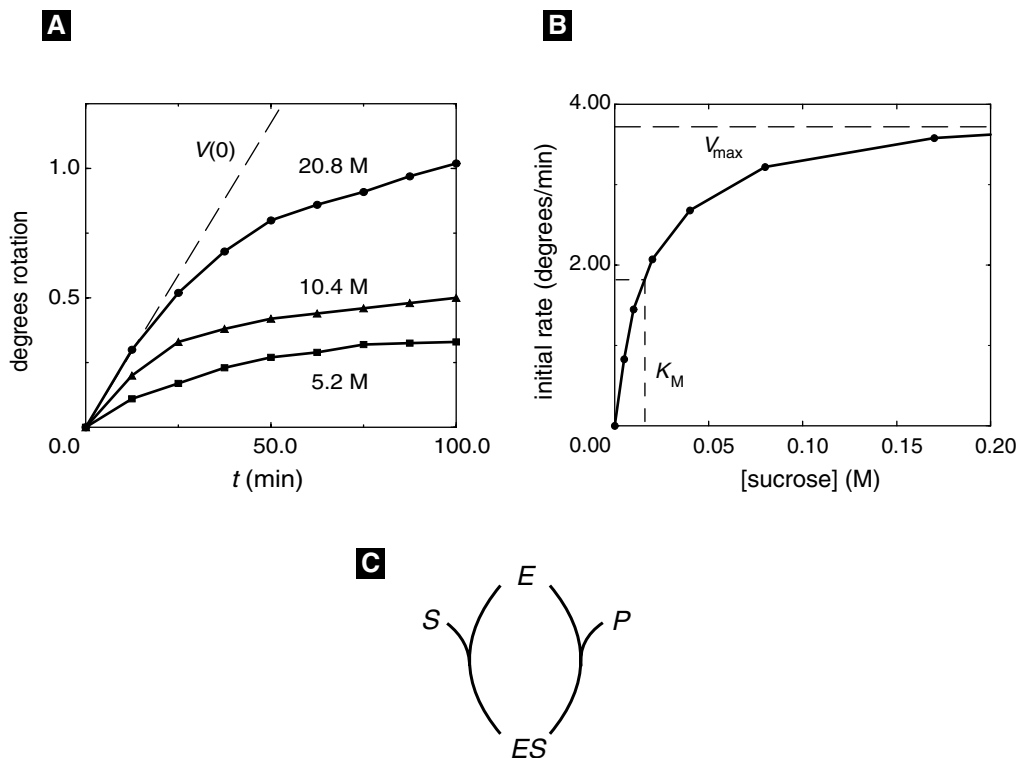 A
degrees rotation
1.0
0.5
0.0
50.0
100.0
t (min)
V(0)
20.8 M
10.4 M
5.2 M
B
initial rate (degrees/min)
4.00
2.00
0.00
0.05
0.10
0.15
0.20
[sucrose] (M)
Vmax
KM
C
E
S
P
ES